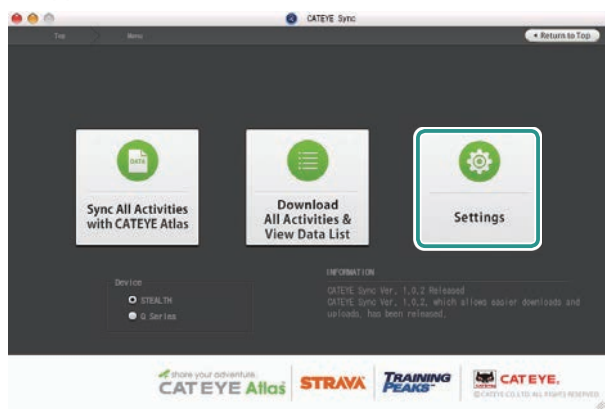 CATEYE Sync
Top Menu
Return to Top
DATA
Sync All Activities
with CATEYE Atlas
Download
All Activities &
View Data List
Settings
Device
STEALTH
Q Series
INFORMATION
CATEYE Sync Ver. 1.0.2 Released
CATEYE Sync Ver. 1.0.2, which allows easier downloads and
uploads, has been released.
share your adventure.
CATEYE Atlas
STRAVA
TRAINING
PEAKS
CATEYE
CATEYE.
©CATEYE CO.LTD ALL RIGHTS RESERVED